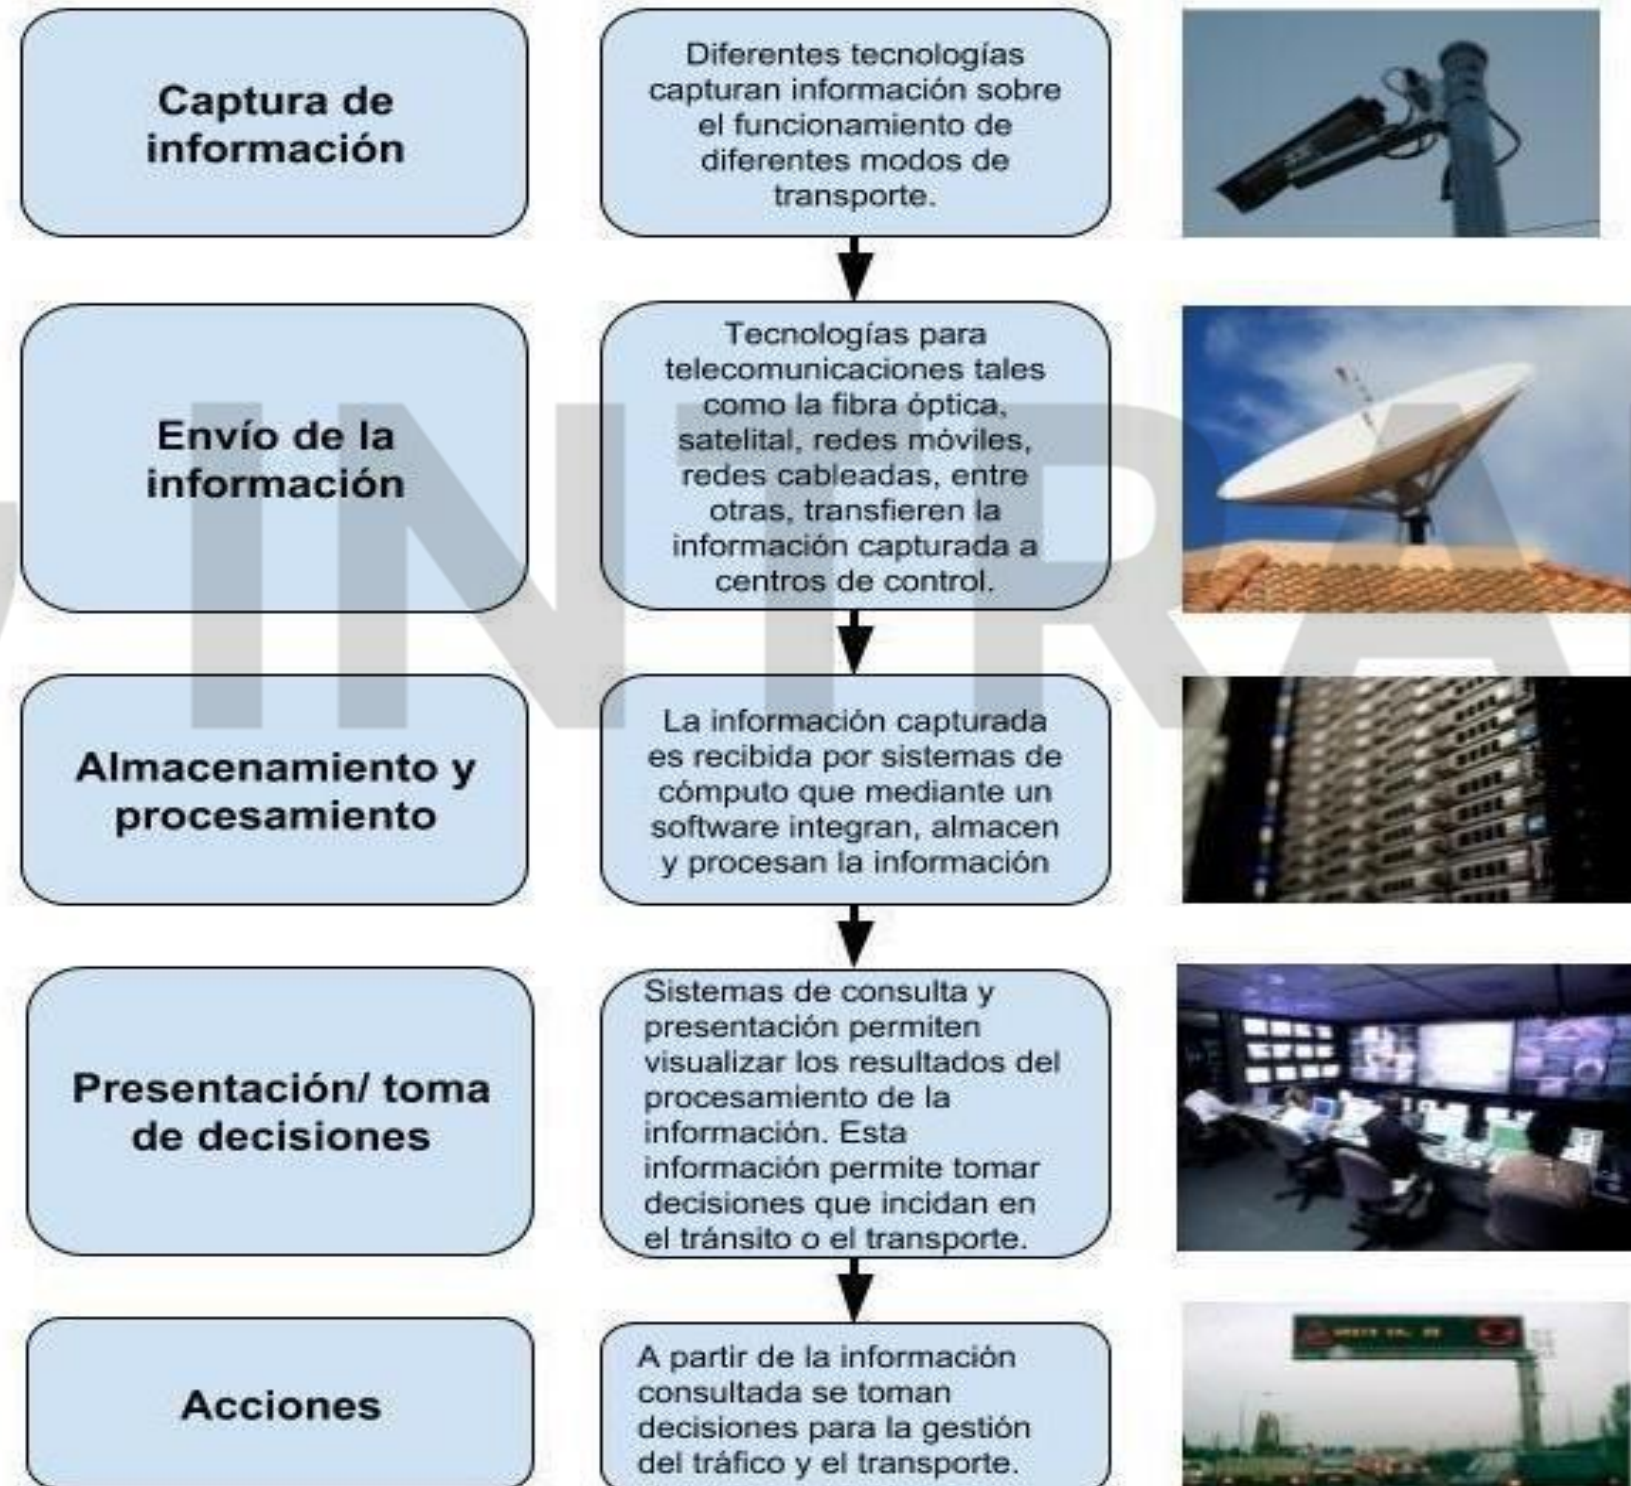 Captura de
información
Diferentes tecnologías
capturan información sobre
el funcionamiento de
diferentes modos de
transporte.
Envío de la
información
Tecnologías para
telecomunicaciones tales
como la fibra óptica,
satelital, redes móviles,
redes cableadas, entre
otras, transfieren la
información capturada a
centros de control.
INTRA
Almacenamiento y
procesamiento
La información capturada
es recibida por sistemas de
cómputo que mediante un
software integran, almacen
y procesan la información
Presentación/ toma
de decisiones
Sistemas de consulta y
presentación permiten
visualizar los resultados del
procesamiento de la
información. Esta
información permite tomar
decisiones que incidan en
el tránsito o el transporte.
Acciones
A partir de la información
consultada se toman
decisiones para la gestión
del tráfico y el transporte.